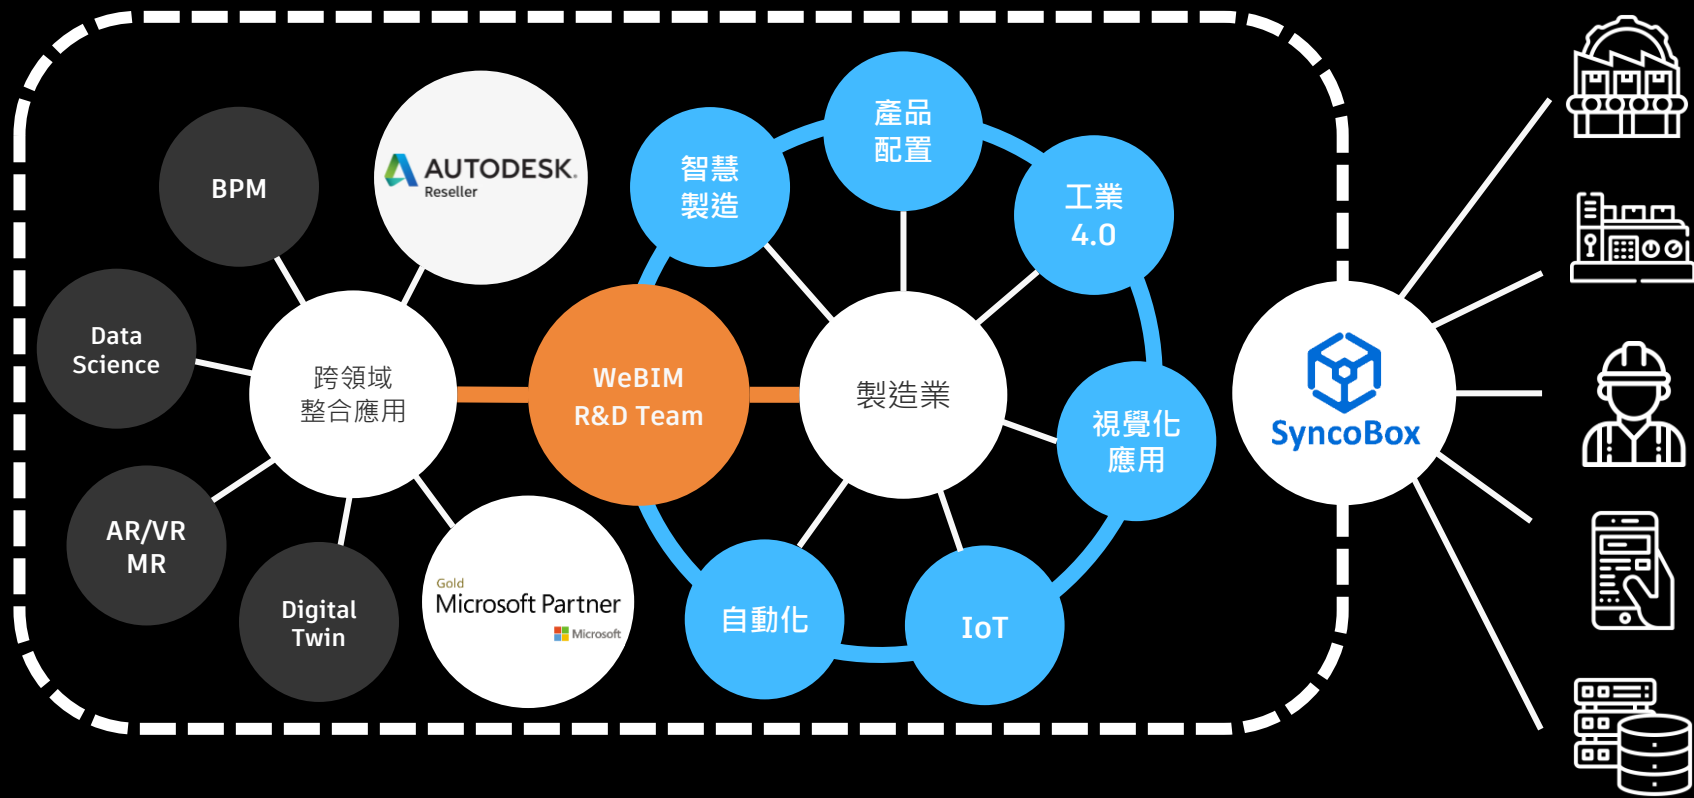 BPM
AUTODESK.
Reseller
Data
Science
跨領域
整合應用
AR/VR
MR
Digital
Twin
Gold
Microsoft Partner
Microsoft
WeBIM
R&D Team
智慧
製造
產品
配置
工業
4.0
製造業
視覺化
應用
自動化
IoT
SyncoBox